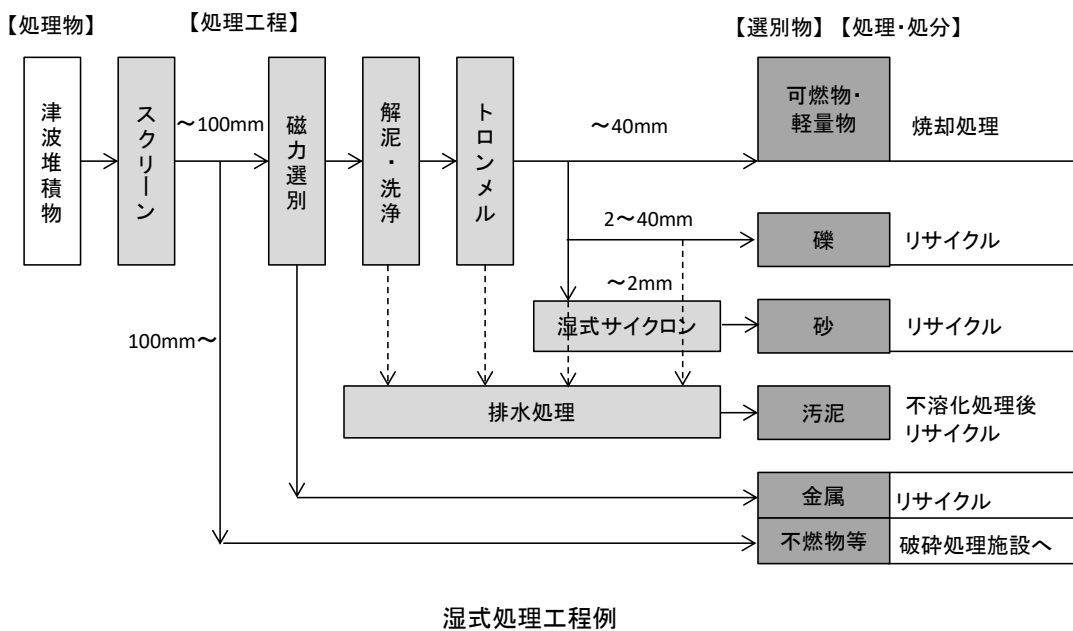 【処理物】
【処理工程】
【選別物】【処理・処分】
津波堆積物
スクリーン
～100mm
磁力選別
解泥・洗浄
トロンメル
～40mm
可燃物・
軽量物
焼却処理
2～40mm
礫
リサイクル
～2mm
湿式サイクロン
砂
リサイクル
100mm～
排水処理
汚泥
不溶化処理後
リサイクル
金属
リサイクル
不燃物等
破砕処理施設へ
湿式処理工程例